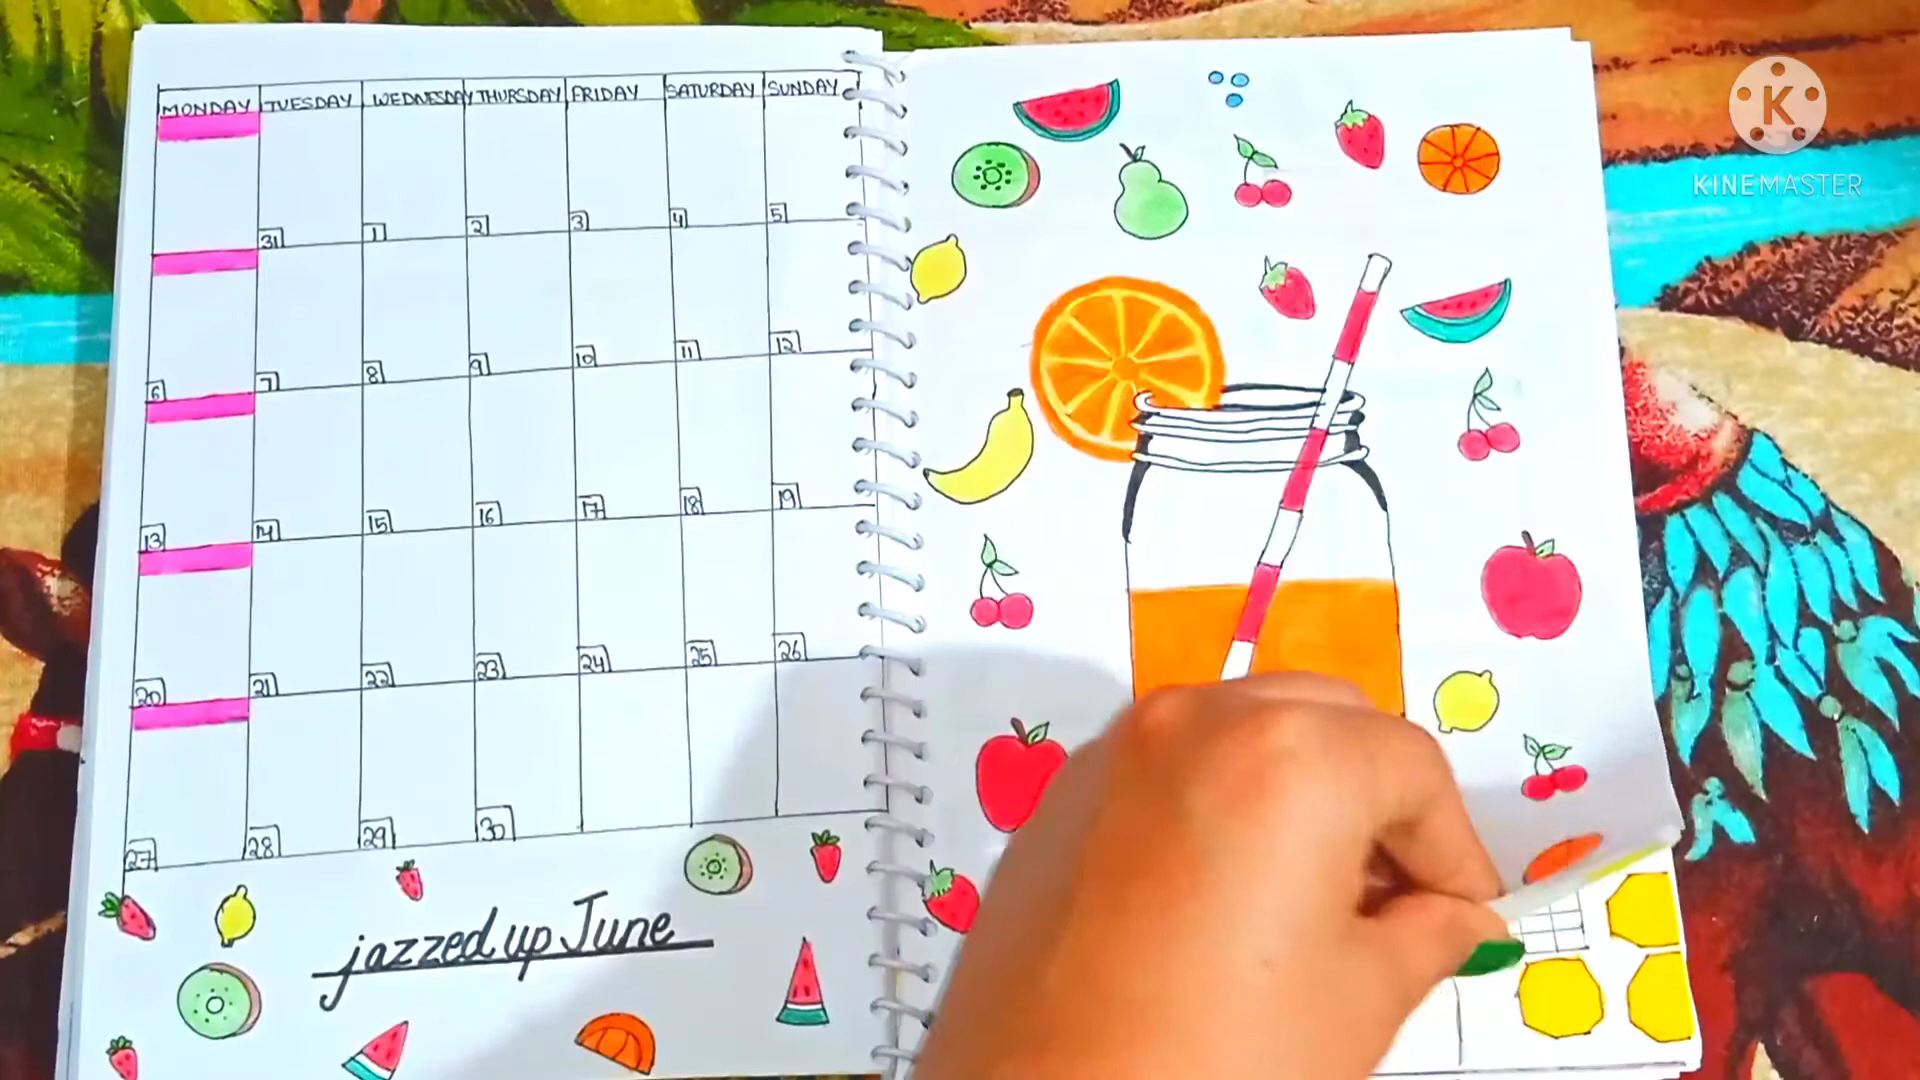 MONDAY TUESDAY WEDNESDAY THURSDAY FRIDAY SATURDAY SUNDAY
31 1 2 3 4 5
6 7 8 9 10 11 12
13 14 15 16 17 18 19
20 21 22 23 24 25 26
27 28 29 30
jazzed up June
K
KINEMASTER